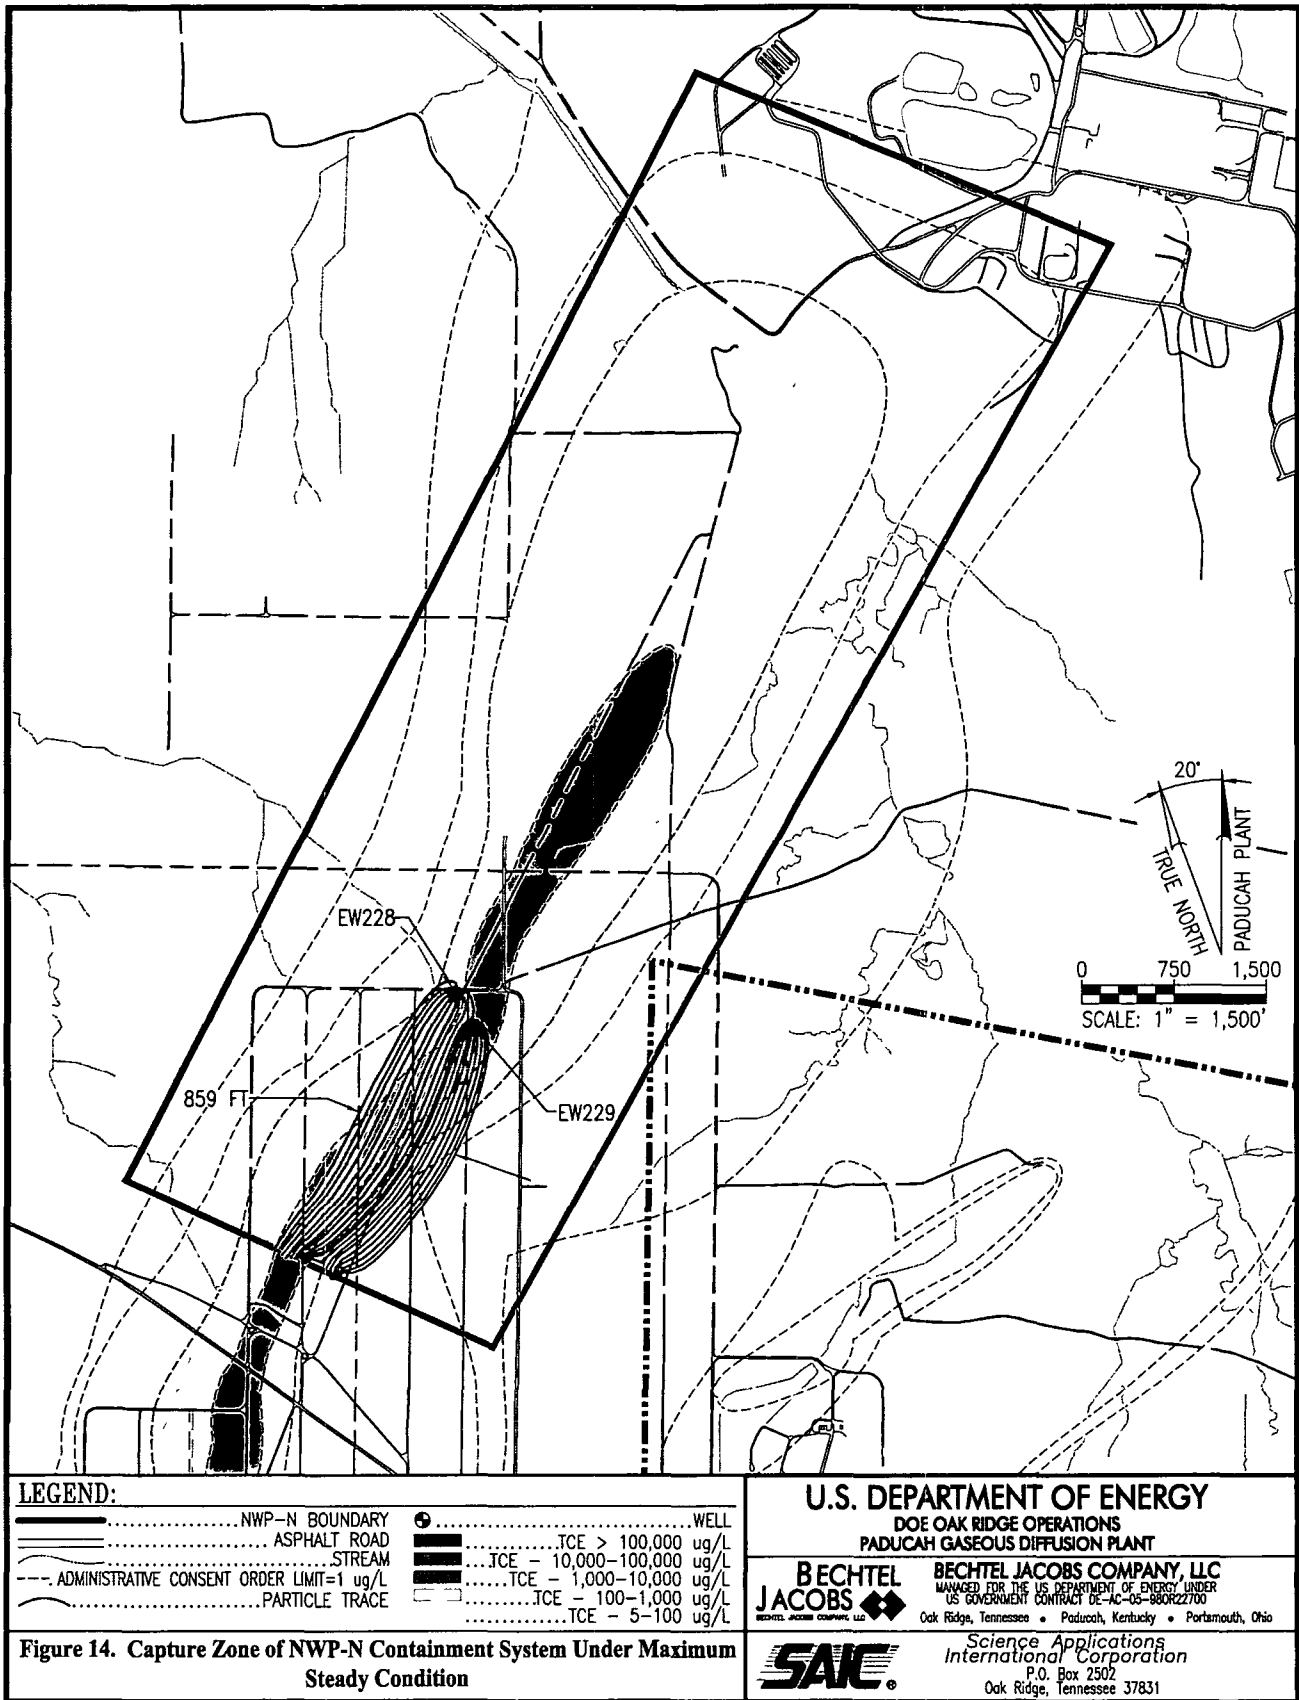 20°
TRUE NORTH
PADUCAH PLANT
0 750 1,500
SCALE: 1" = 1,500'
EW228
859 FT
EW229
LEGEND:
NWP-N BOUNDARY
ASPHALT ROAD
STREAM
ADMINISTRATIVE CONSENT ORDER LIMIT=1 ug/L
PARTICLE TRACE
WELL
TCE > 100,000 ug/L
TCE - 10,000-100,000 ug/L
TCE - 1,000-10,000 ug/L
TCE - 100-1,000 ug/L
TCE - 5-100 ug/L
Figure 14. Capture Zone of NWP-N Containment System Under Maximum
Steady Condition
U.S. DEPARTMENT OF ENERGY
DOE OAK RIDGE OPERATIONS
PADUCAH GASEOUS DIFFUSION PLANT
BECHTEL
JACOBS
BECHTEL JACOBS COMPANY, LLC
BECHTEL JACOBS COMPANY, LLC
MANAGED FOR THE US DEPARTMENT OF ENERGY UNDER
US GOVERNMENT CONTRACT DE-AC-05-98OR22700
Oak Ridge, Tennessee • Paducah, Kentucky • Portsmouth, Ohio
SAIC®
Science Applications
International Corporation
P.O. Box 2502
Oak Ridge, Tennessee 37831